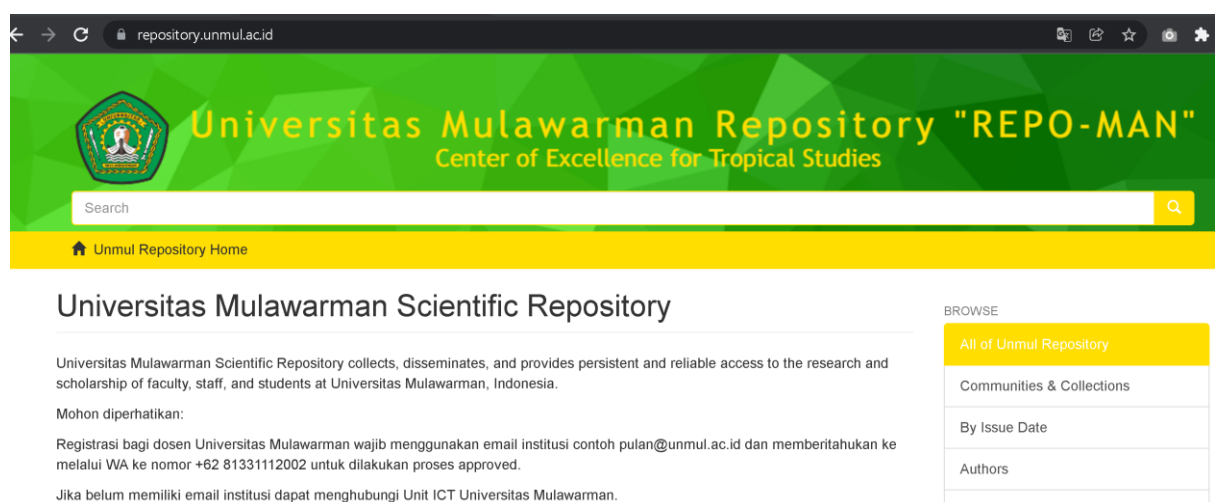 repository.unmul.ac.id
Universitas Mulawarman Repository "REPO-MAN"
Center of Excellence for Tropical Studies
Search
Unmul Repository Home
Universitas Mulawarman Scientific Repository
Universitas Mulawarman Scientific Repository collects, disseminates, and provides persistent and reliable access to the research and
scholarship of faculty, staff, and students at Universitas Mulawarman, Indonesia.
Mohon diperhatikan:
Registrasi bagi dosen Universitas Mulawarman wajib menggunakan email institusi contoh pulan@unmul.ac.id dan memberitahukan ke
melalui WA ke nomor +62 81331112002 untuk dilakukan proses approved.
Jika belum memiliki email institusi dapat menghubungi Unit ICT Universitas Mulawarman.
BROWSE
All of Unmul Repository
Communities & Collections
By Issue Date
Authors